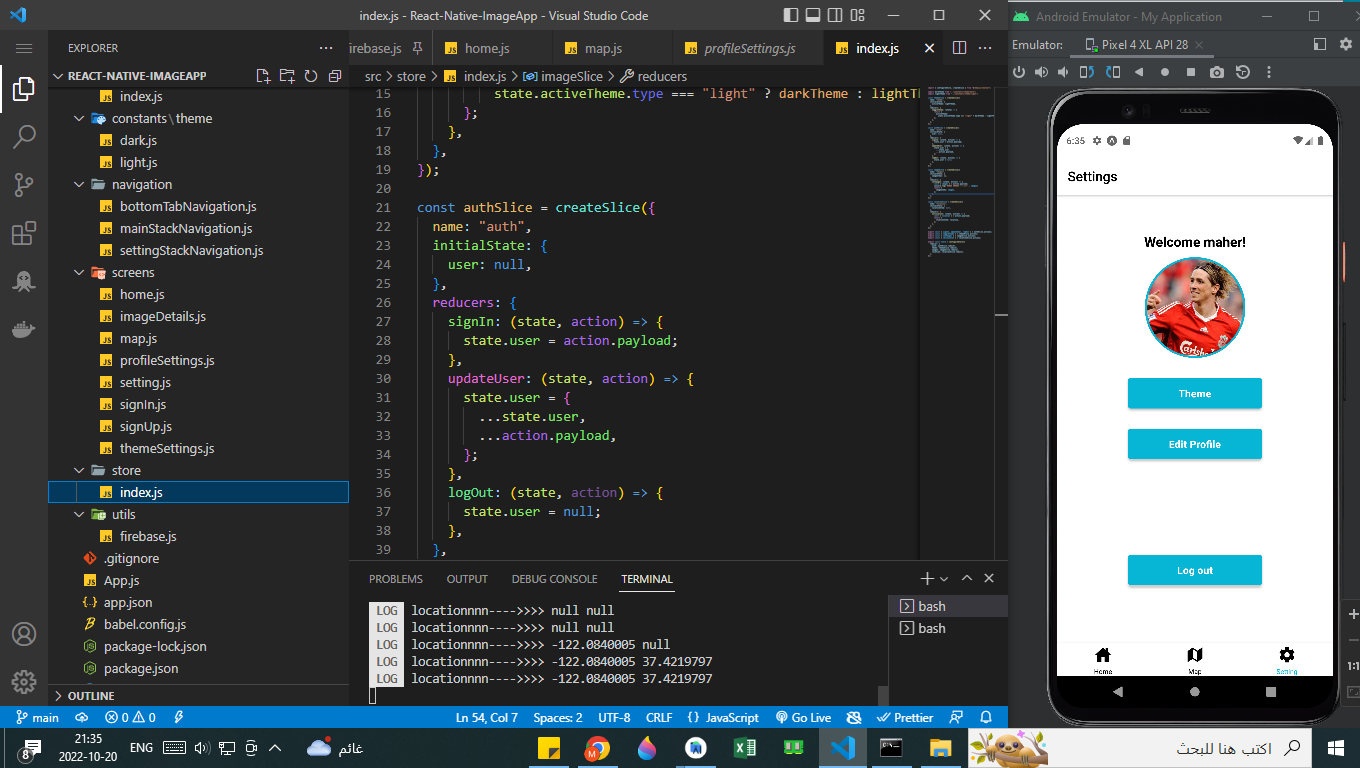 index.js - React-Native-ImageApp - Visual Studio Code
EXPLORER
REACT-NATIVE-IMAGEAPP
index.js
constants\theme
dark.js
light.js
navigation
bottomTabNavigation.js
mainStackNavigation.js
settingStackNavigation.js
screens
home.js
imageDetails.js
map.js
profileSettings.js
setting.js
signIn.js
signUp.js
themeSettings.js
store
index.js
utils
firebase.js
.gitignore
App.js
app.json
babel.config.js
package-lock.json
package.json
OUTLINE
irebase.js
home.js
map.js
profileSettings.js
index.js
src > store > index.js > imageSlice > reducers
15 state.activeTheme.type === "light" ? darkTheme : lightTh
16 };
17 },
18 },
19 });
20
21 const authSlice = createSlice({
22 name: "auth",
23 initialState: {
24 user: null,
25 },
26 reducers: {
27 signIn: (state, action) => {
28 state.user = action.payload;
29 },
30 updateUser: (state, action) => {
31 state.user = {
32 ...state.user,
33 ...action.payload,
34 };
35 },
36 logOut: (state, action) => {
37 state.user = null;
38 },
39 },
PROBLEMS OUTPUT DEBUG CONSOLE TERMINAL
LOG locationnnn---->>>> null null
LOG locationnnn---->>>> null null
LOG locationnnn---->>>> -122.0840005 null
LOG locationnnn---->>>> -122.0840005 37.4219797
LOG locationnnn---->>>> -122.0840005 37.4219797
bash
bash
main 0 0 Ln 54, Col 7 Spaces: 2 UTF-8 CRLF {} JavaScript Go Live Prettier
Android Emulator - My Application
Emulator: Pixel 4 XL API 28
6:35
Settings
Welcome maher!
Carlsb
Theme
Edit Profile
Log out
Home
Map
Setting
1:1
8
21:35
2022-10-20
ENG
غائم
اكتب هنا للبحث